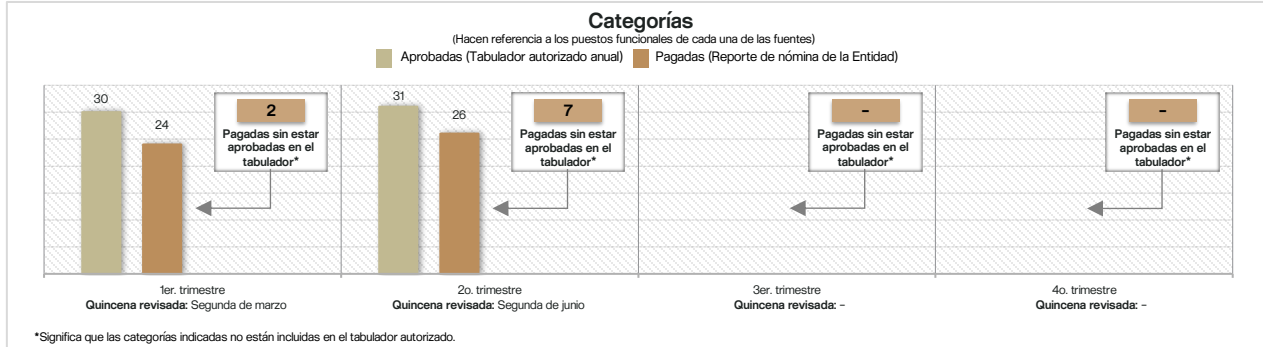 Categorías
(Hacen referencia a los puestos funcionales de cada una de las fuentes)
Aprobadas (Tabulador autorizado anual) Pagadas (Reporte de nómina de la Entidad)
30
24
2
Pagadas sin estar
aprobadas en el
tabulador*
31
26
7
Pagadas sin estar
aprobadas en el
tabulador*
–
Pagadas sin estar
aprobadas en el
tabulador*
–
Pagadas sin estar
aprobadas en el
tabulador*
1er. trimestre
Quincena revisada: Segunda de marzo
2o. trimestre
Quincena revisada: Segunda de junio
3er. trimestre
Quincena revisada: –
4o. trimestre
Quincena revisada: –
*Significa que las categorías indicadas no están incluidas en el tabulador autorizado.